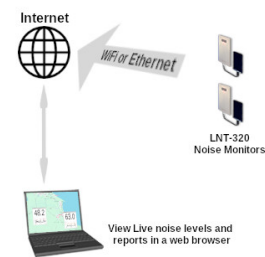 Internet
WiFi or Ethernet
LNT-320
Noise Monitors
48.2
63.0
View Live noise levels and
reports in a web browser